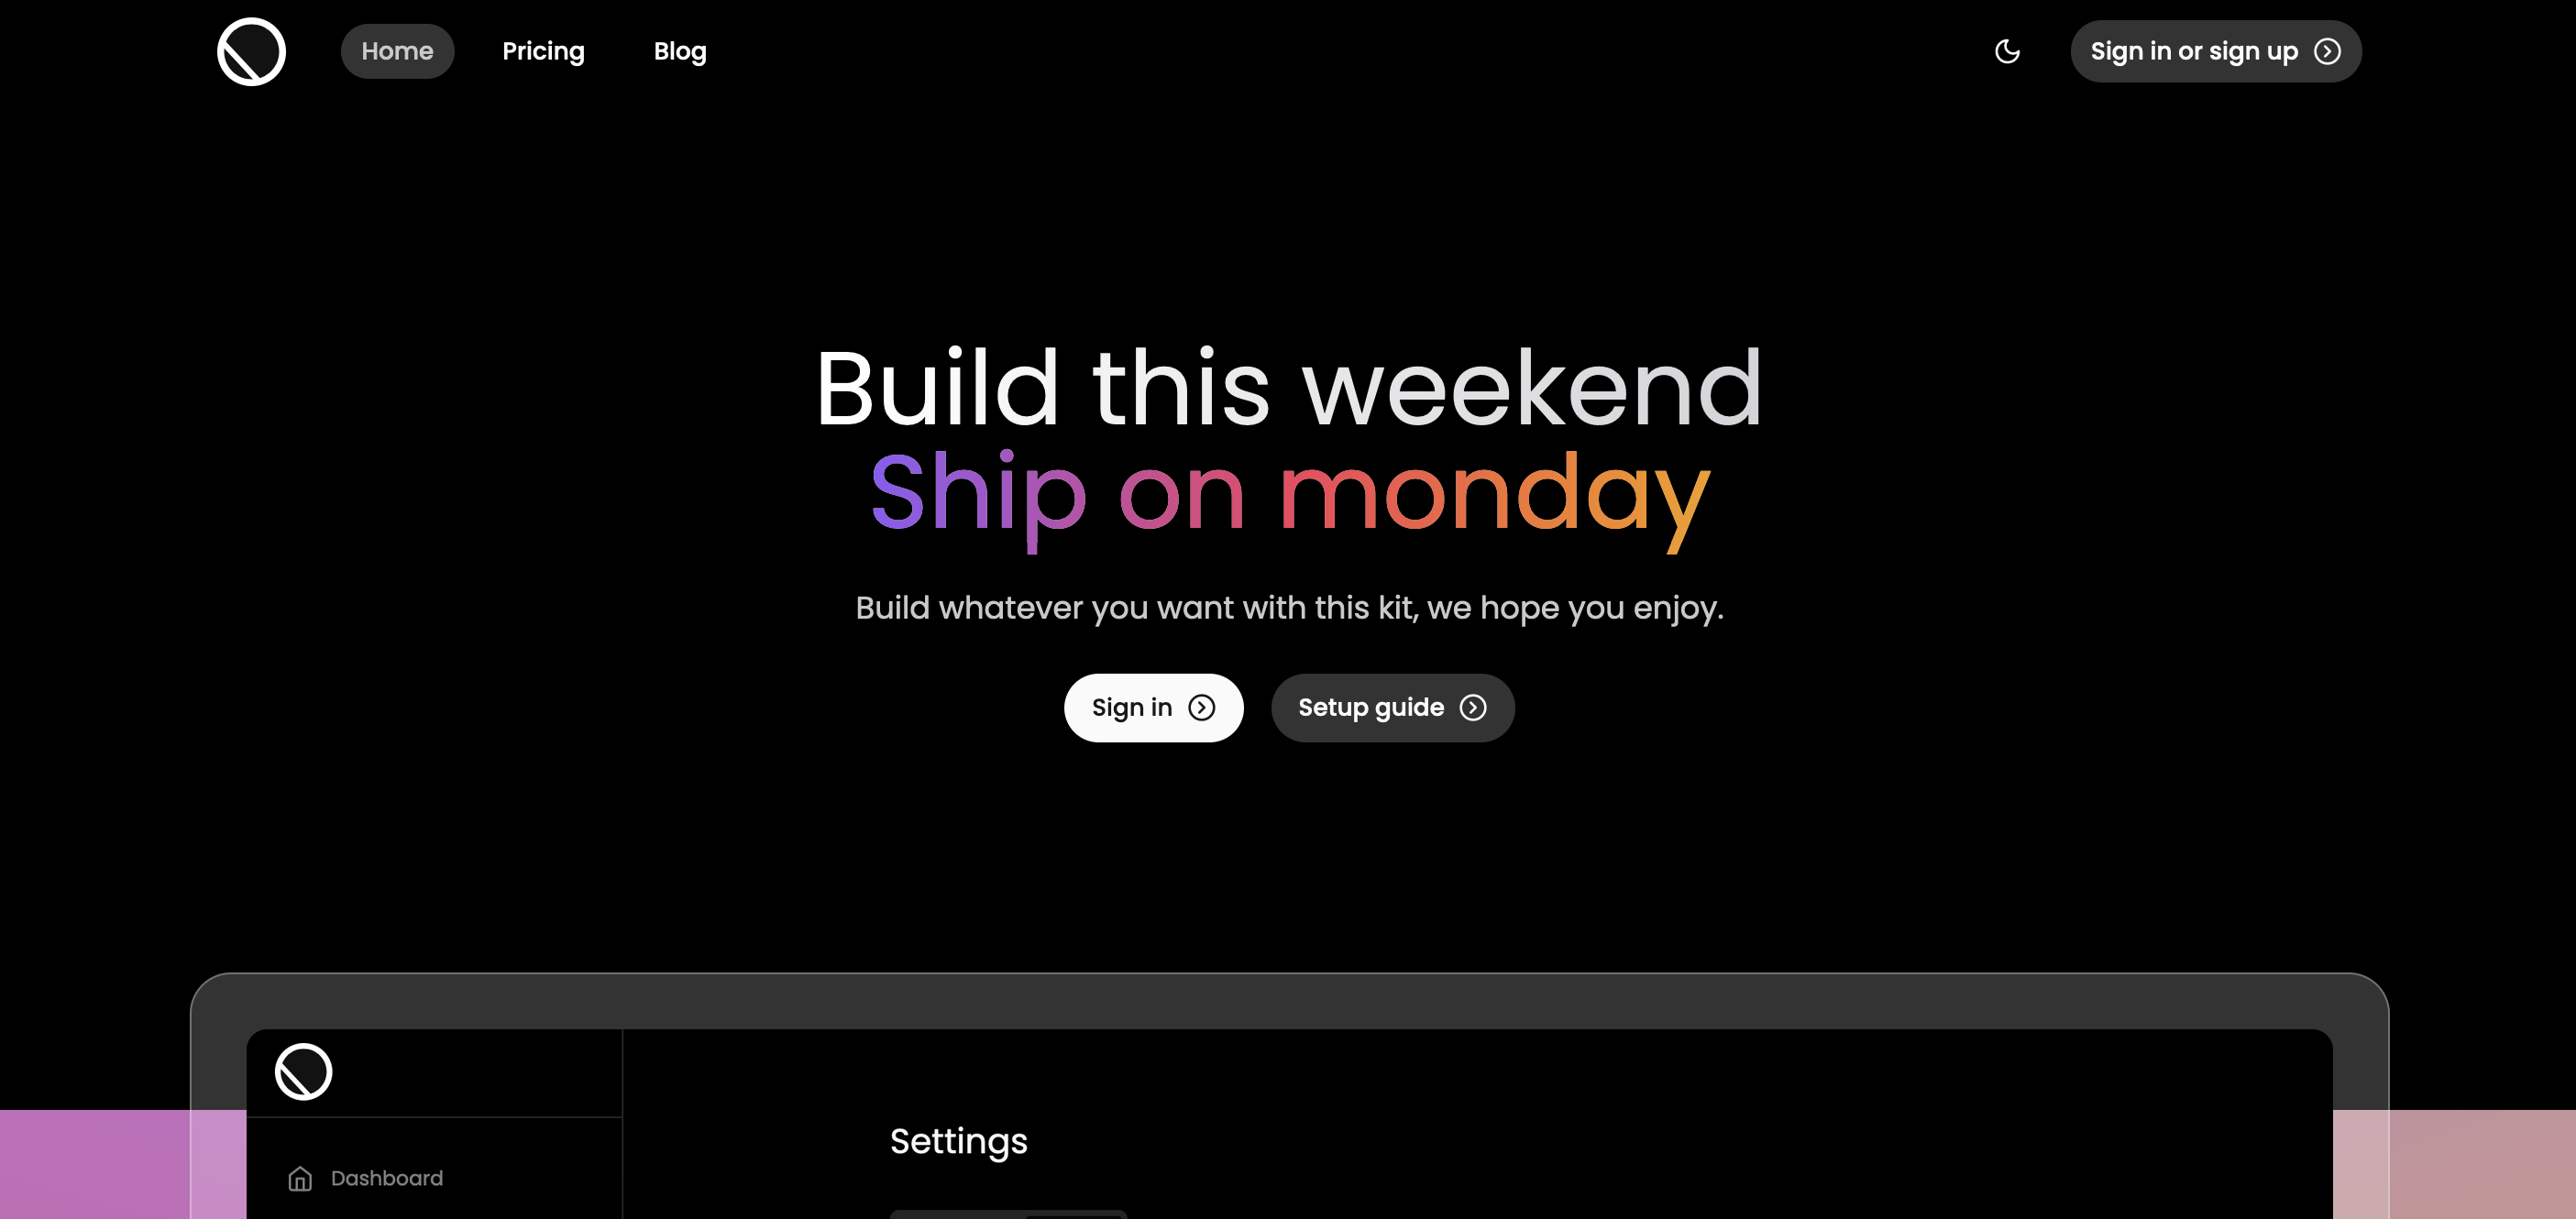 Home Pricing Blog Sign in or sign up
Build this weekend
Ship on monday
Build whatever you want with this kit, we hope you enjoy.
Sign in Setup guide
Settings
Dashboard